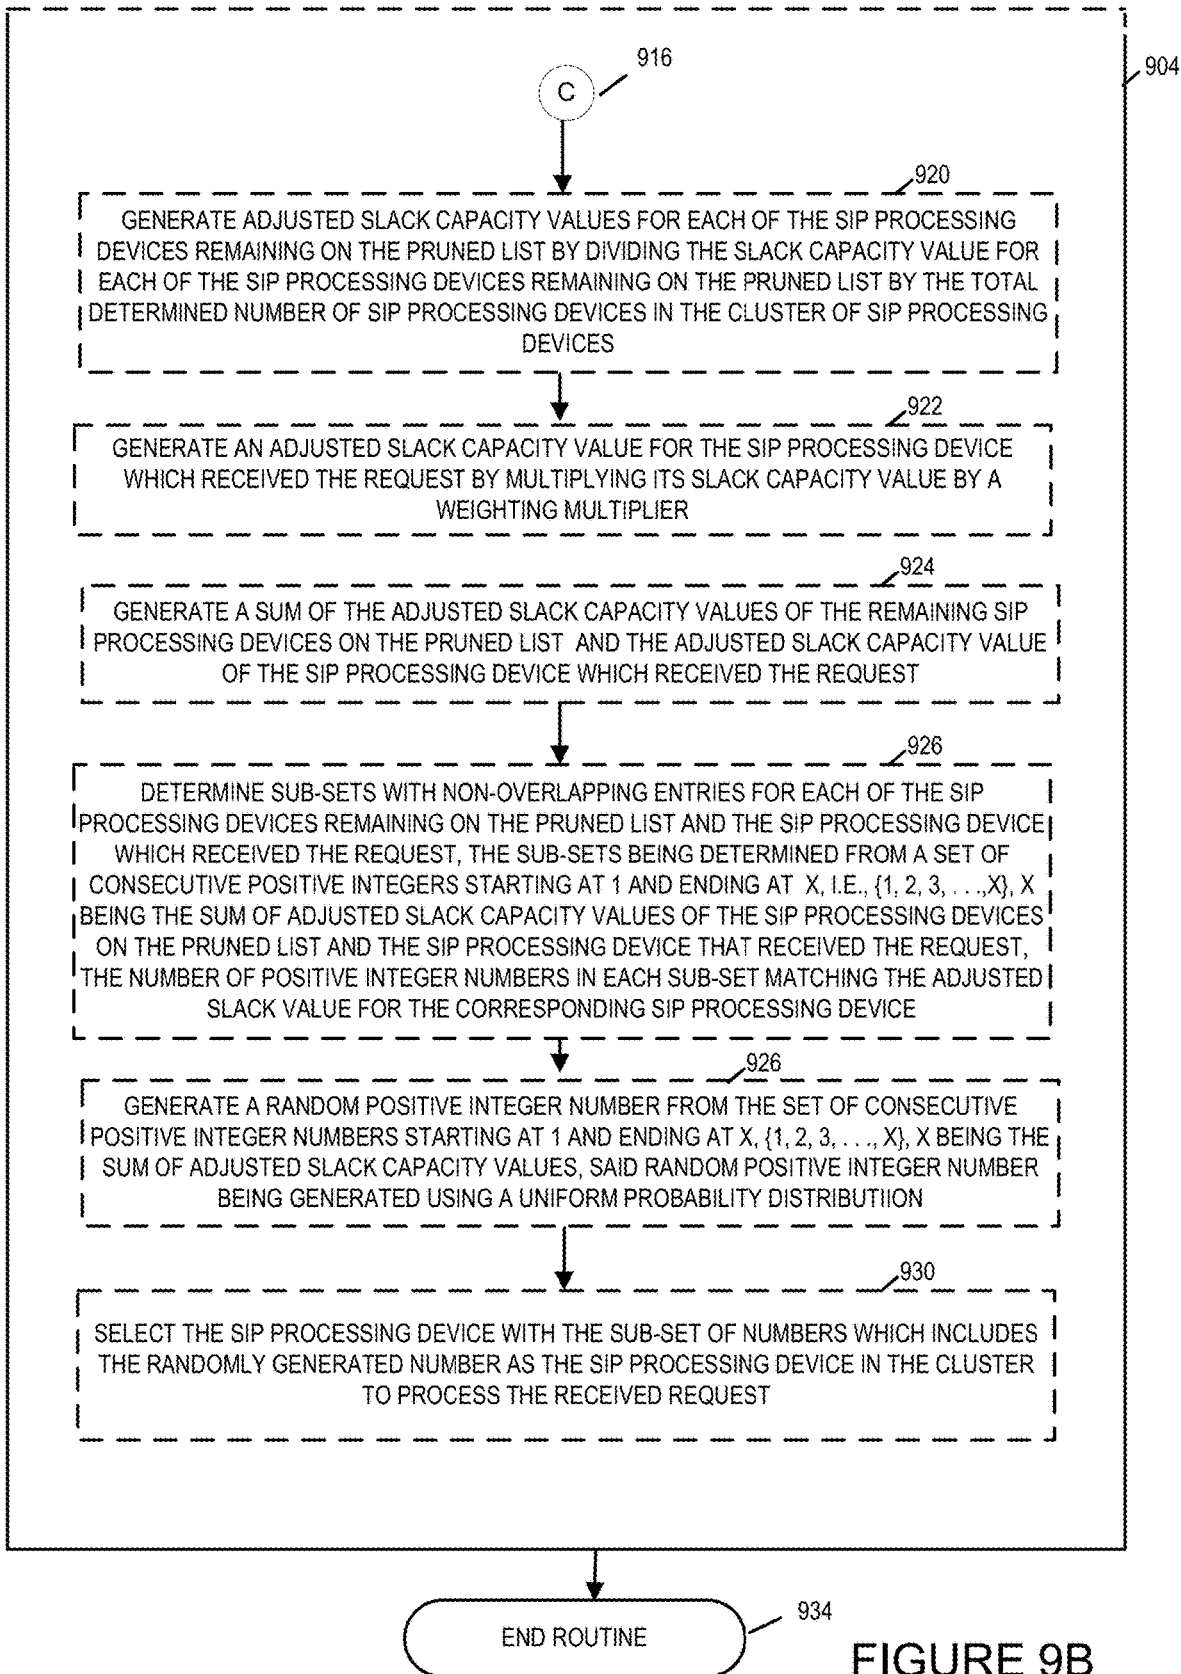 916
904
C
920
GENERATE ADJUSTED SLACK CAPACITY VALUES FOR EACH OF THE SIP PROCESSING
DEVICES REMAINING ON THE PRUNED LIST BY DIVIDING THE SLACK CAPACITY VALUE FOR
EACH OF THE SIP PROCESSING DEVICES REMAINING ON THE PRUNED LIST BY THE TOTAL
DETERMINED NUMBER OF SIP PROCESSING DEVICES IN THE CLUSTER OF SIP PROCESSING
DEVICES
922
GENERATE AN ADJUSTED SLACK CAPACITY VALUE FOR THE SIP PROCESSING DEVICE
WHICH RECEIVED THE REQUEST BY MULTIPLYING ITS SLACK CAPACITY VALUE BY A
WEIGHTING MULTIPLIER
924
GENERATE A SUM OF THE ADJUSTED SLACK CAPACITY VALUES OF THE REMAINING SIP
PROCESSING DEVICES ON THE PRUNED LIST AND THE ADJUSTED SLACK CAPACITY VALUE
OF THE SIP PROCESSING DEVICE WHICH RECEIVED THE REQUEST
926
DETERMINE SUB-SETS WITH NON-OVERLAPPING ENTRIES FOR EACH OF THE SIP
PROCESSING DEVICES REMAINING ON THE PRUNED LIST AND THE SIP PROCESSING DEVICE
WHICH RECEIVED THE REQUEST, THE SUB-SETS BEING DETERMINED FROM A SET OF
CONSECUTIVE POSITIVE INTEGERS STARTING AT 1 AND ENDING AT X, I.E., {1, 2, 3, . . .,X}, X
BEING THE SUM OF ADJUSTED SLACK CAPACITY VALUES OF THE SIP PROCESSING DEVICES
ON THE PRUNED LIST AND THE SIP PROCESSING DEVICE THAT RECEIVED THE REQUEST,
THE NUMBER OF POSITIVE INTEGER NUMBERS IN EACH SUB-SET MATCHING THE ADJUSTED
SLACK VALUE FOR THE CORRESPONDING SIP PROCESSING DEVICE
926
GENERATE A RANDOM POSITIVE INTEGER NUMBER FROM THE SET OF CONSECUTIVE
POSITIVE INTEGER NUMBERS STARTING AT 1 AND ENDING AT X, {1, 2, 3, . . ., X}, X BEING THE
SUM OF ADJUSTED SLACK CAPACITY VALUES, SAID RANDOM POSITIVE INTEGER NUMBER
BEING GENERATED USING A UNIFORM PROBABILITY DISTRIBUTIION
930
SELECT THE SIP PROCESSING DEVICE WITH THE SUB-SET OF NUMBERS WHICH INCLUDES
THE RANDOMLY GENERATED NUMBER AS THE SIP PROCESSING DEVICE IN THE CLUSTER
TO PROCESS THE RECEIVED REQUEST
934
END ROUTINE
FIGURE 9B